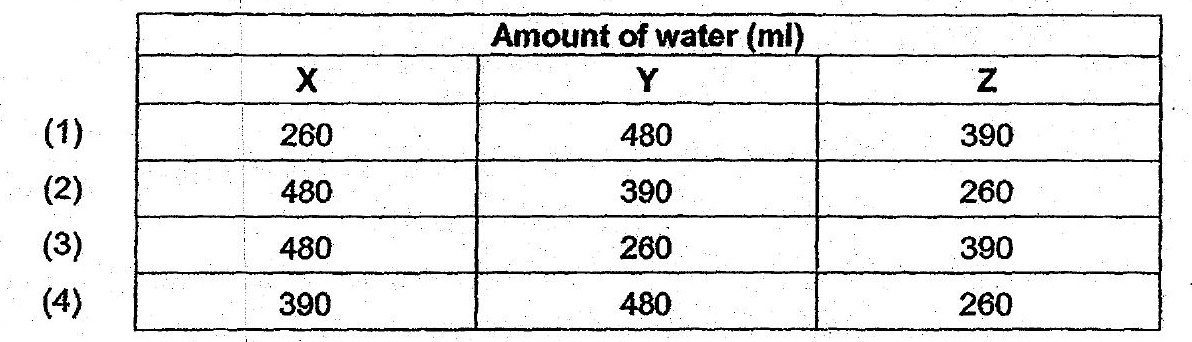 Amount of water (ml)
X Y Z
(1) 260 480 390
(2) 480 390 260
(3) 480 260 390
(4) 390 480 260